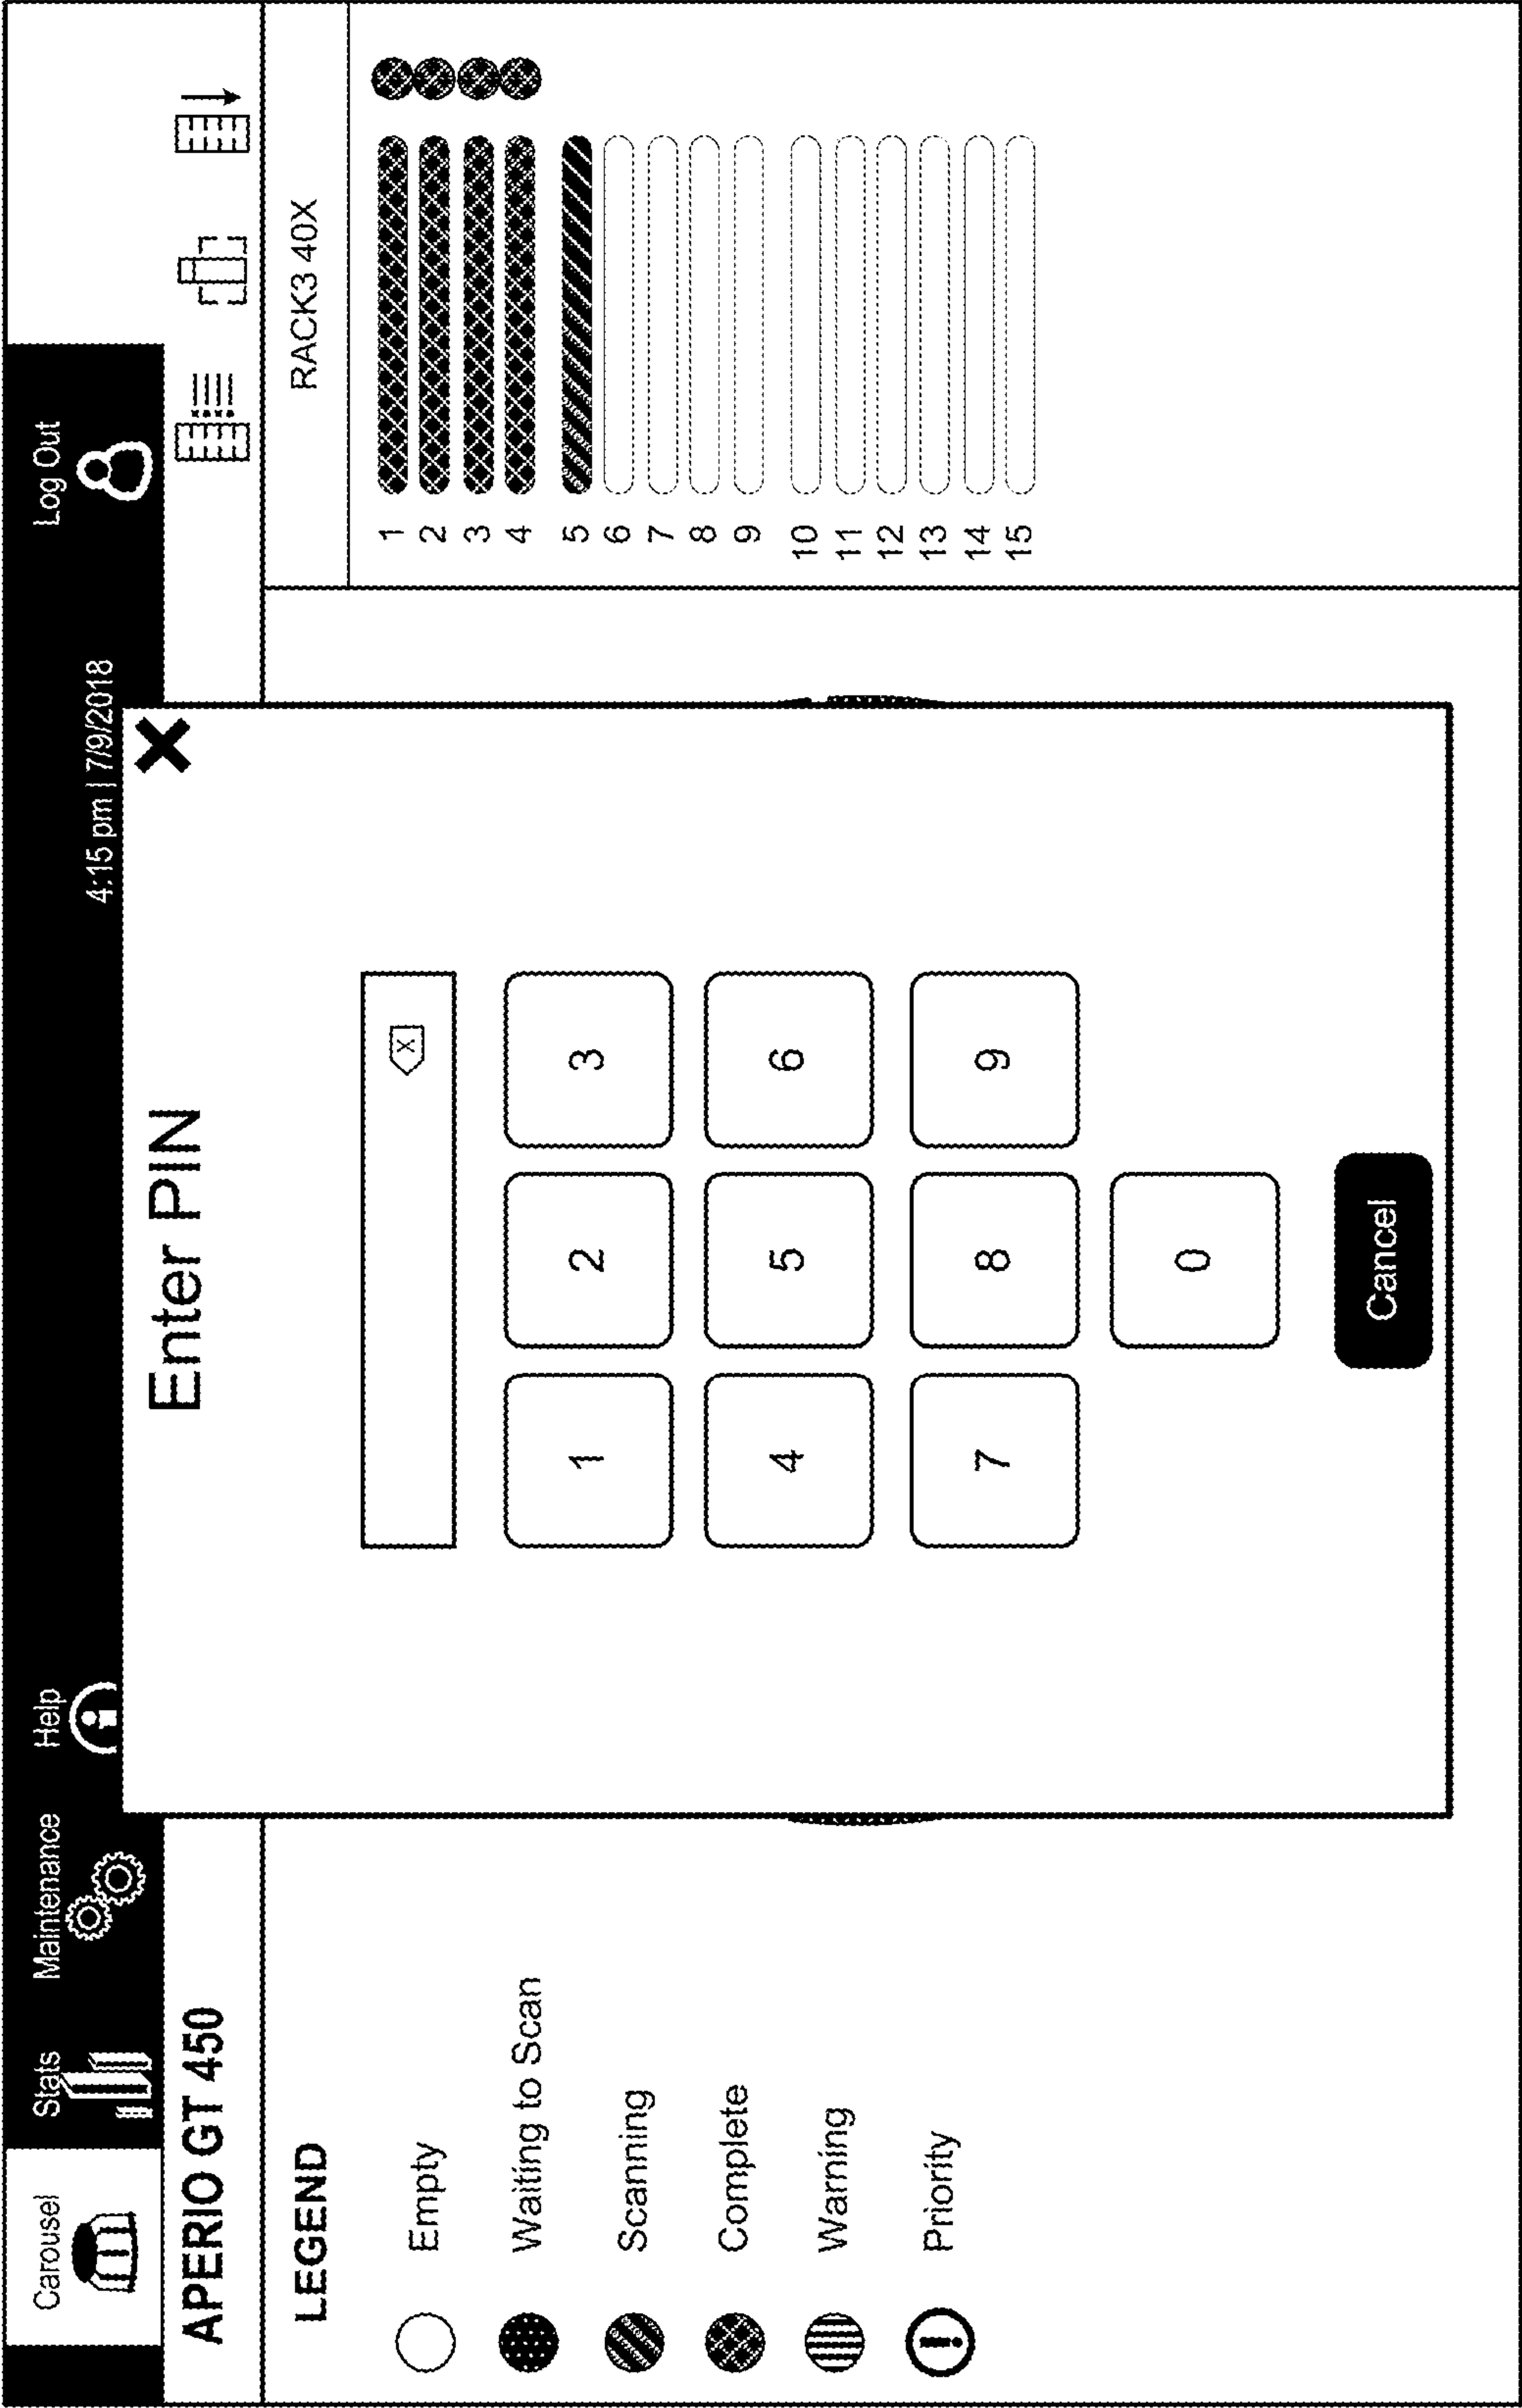 Carousel
Stats
Maintenance
Help
4:15 pm | 7/9/2018
Log Out
APERIO GT 450
LEGEND
Empty
Waiting to Scan
Scanning
Complete
Warning
! Priority
Enter PIN
X
X
1 2 3
4 5 6
7 8 9
0
Cancel
RACK3 40X
1
2
3
4
5
6
7
8
9
10
11
12
13
14
15